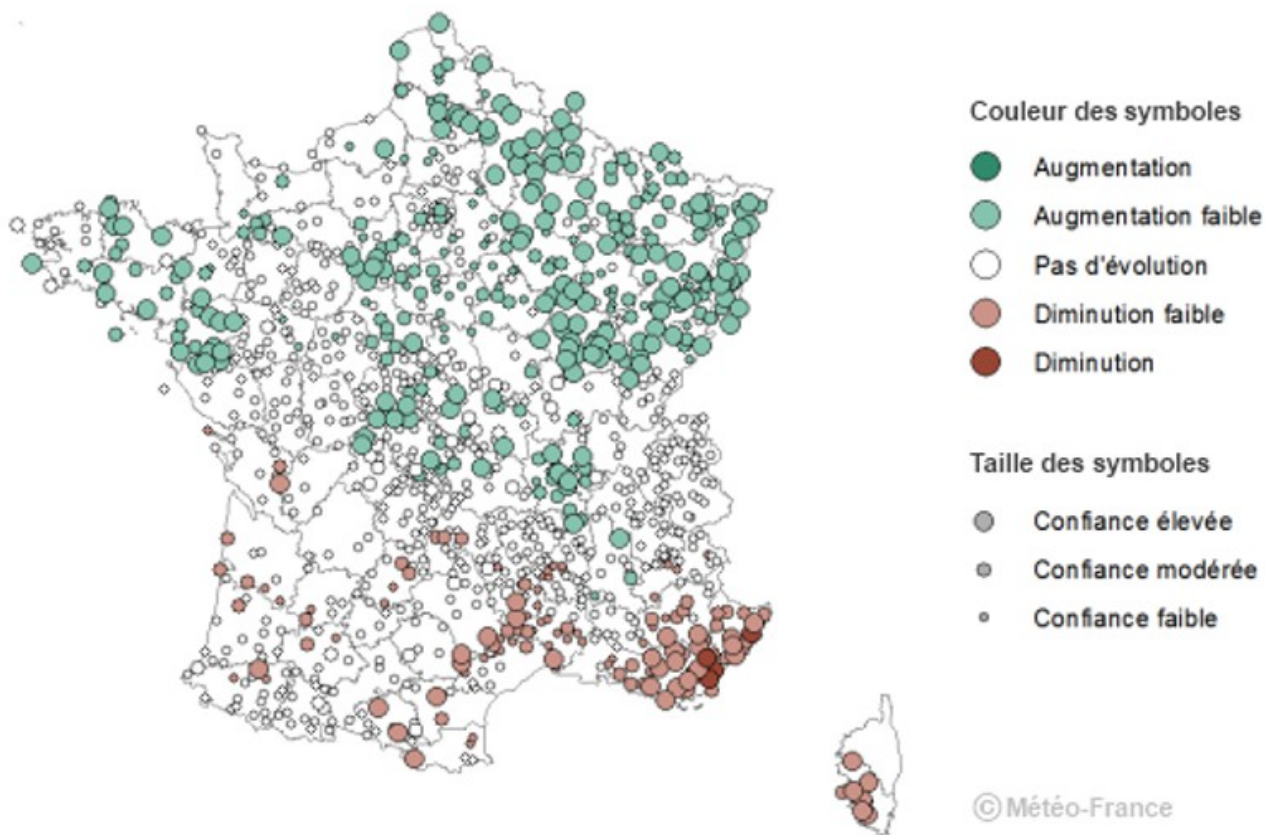 Couleur des symboles
Augmentation
Augmentation faible
Pas d'évolution
Diminution faible
Diminution
Taille des symboles
Confiance élevée
Confiance modérée
Confiance faible
© Météo-France